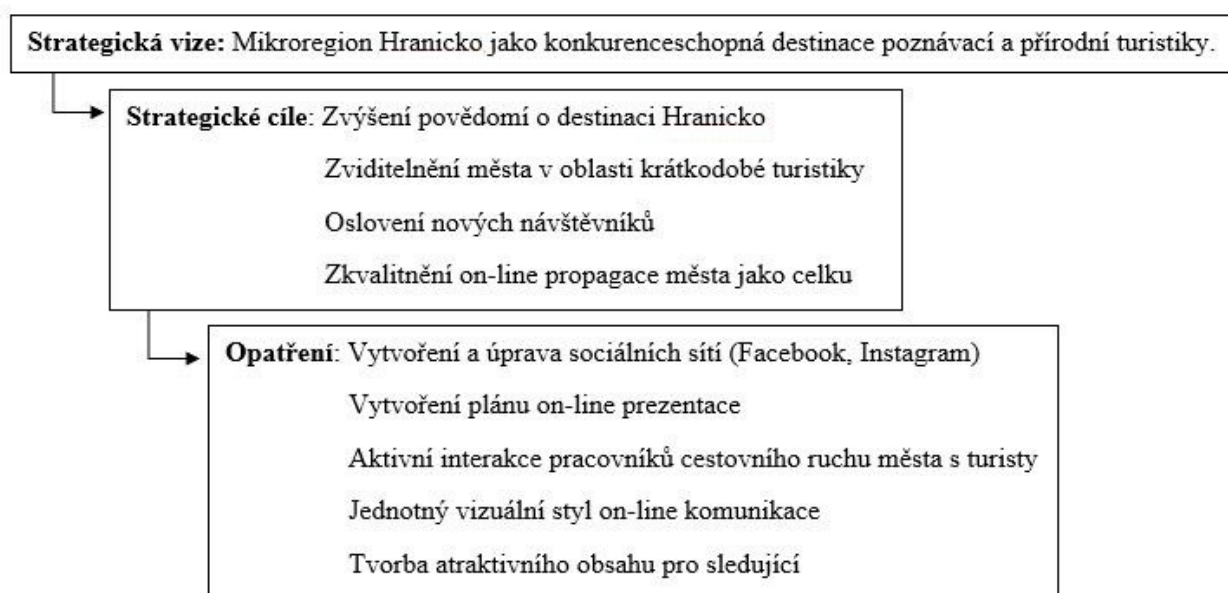 Strategická vize: Mikroregion Hranicko jako konkurenceschopná destinace poznávací a přírodní turistiky.
Strategické cíle: Zvýšení povědomí o destinaci Hranicko
Zviditelnění města v oblasti krátkodobé turistiky
Oslovení nových návštěvníků
Zkvalitnění on-line propagace města jako celku
Opatření: Vytvoření a úprava sociálních sítí (Facebook, Instagram)
Vytvoření plánu on-line prezentace
Aktivní interakce pracovníků cestovního ruchu města s turisty
Jednotný vizuální styl on-line komunikace
Tvorba atraktivního obsahu pro sledující